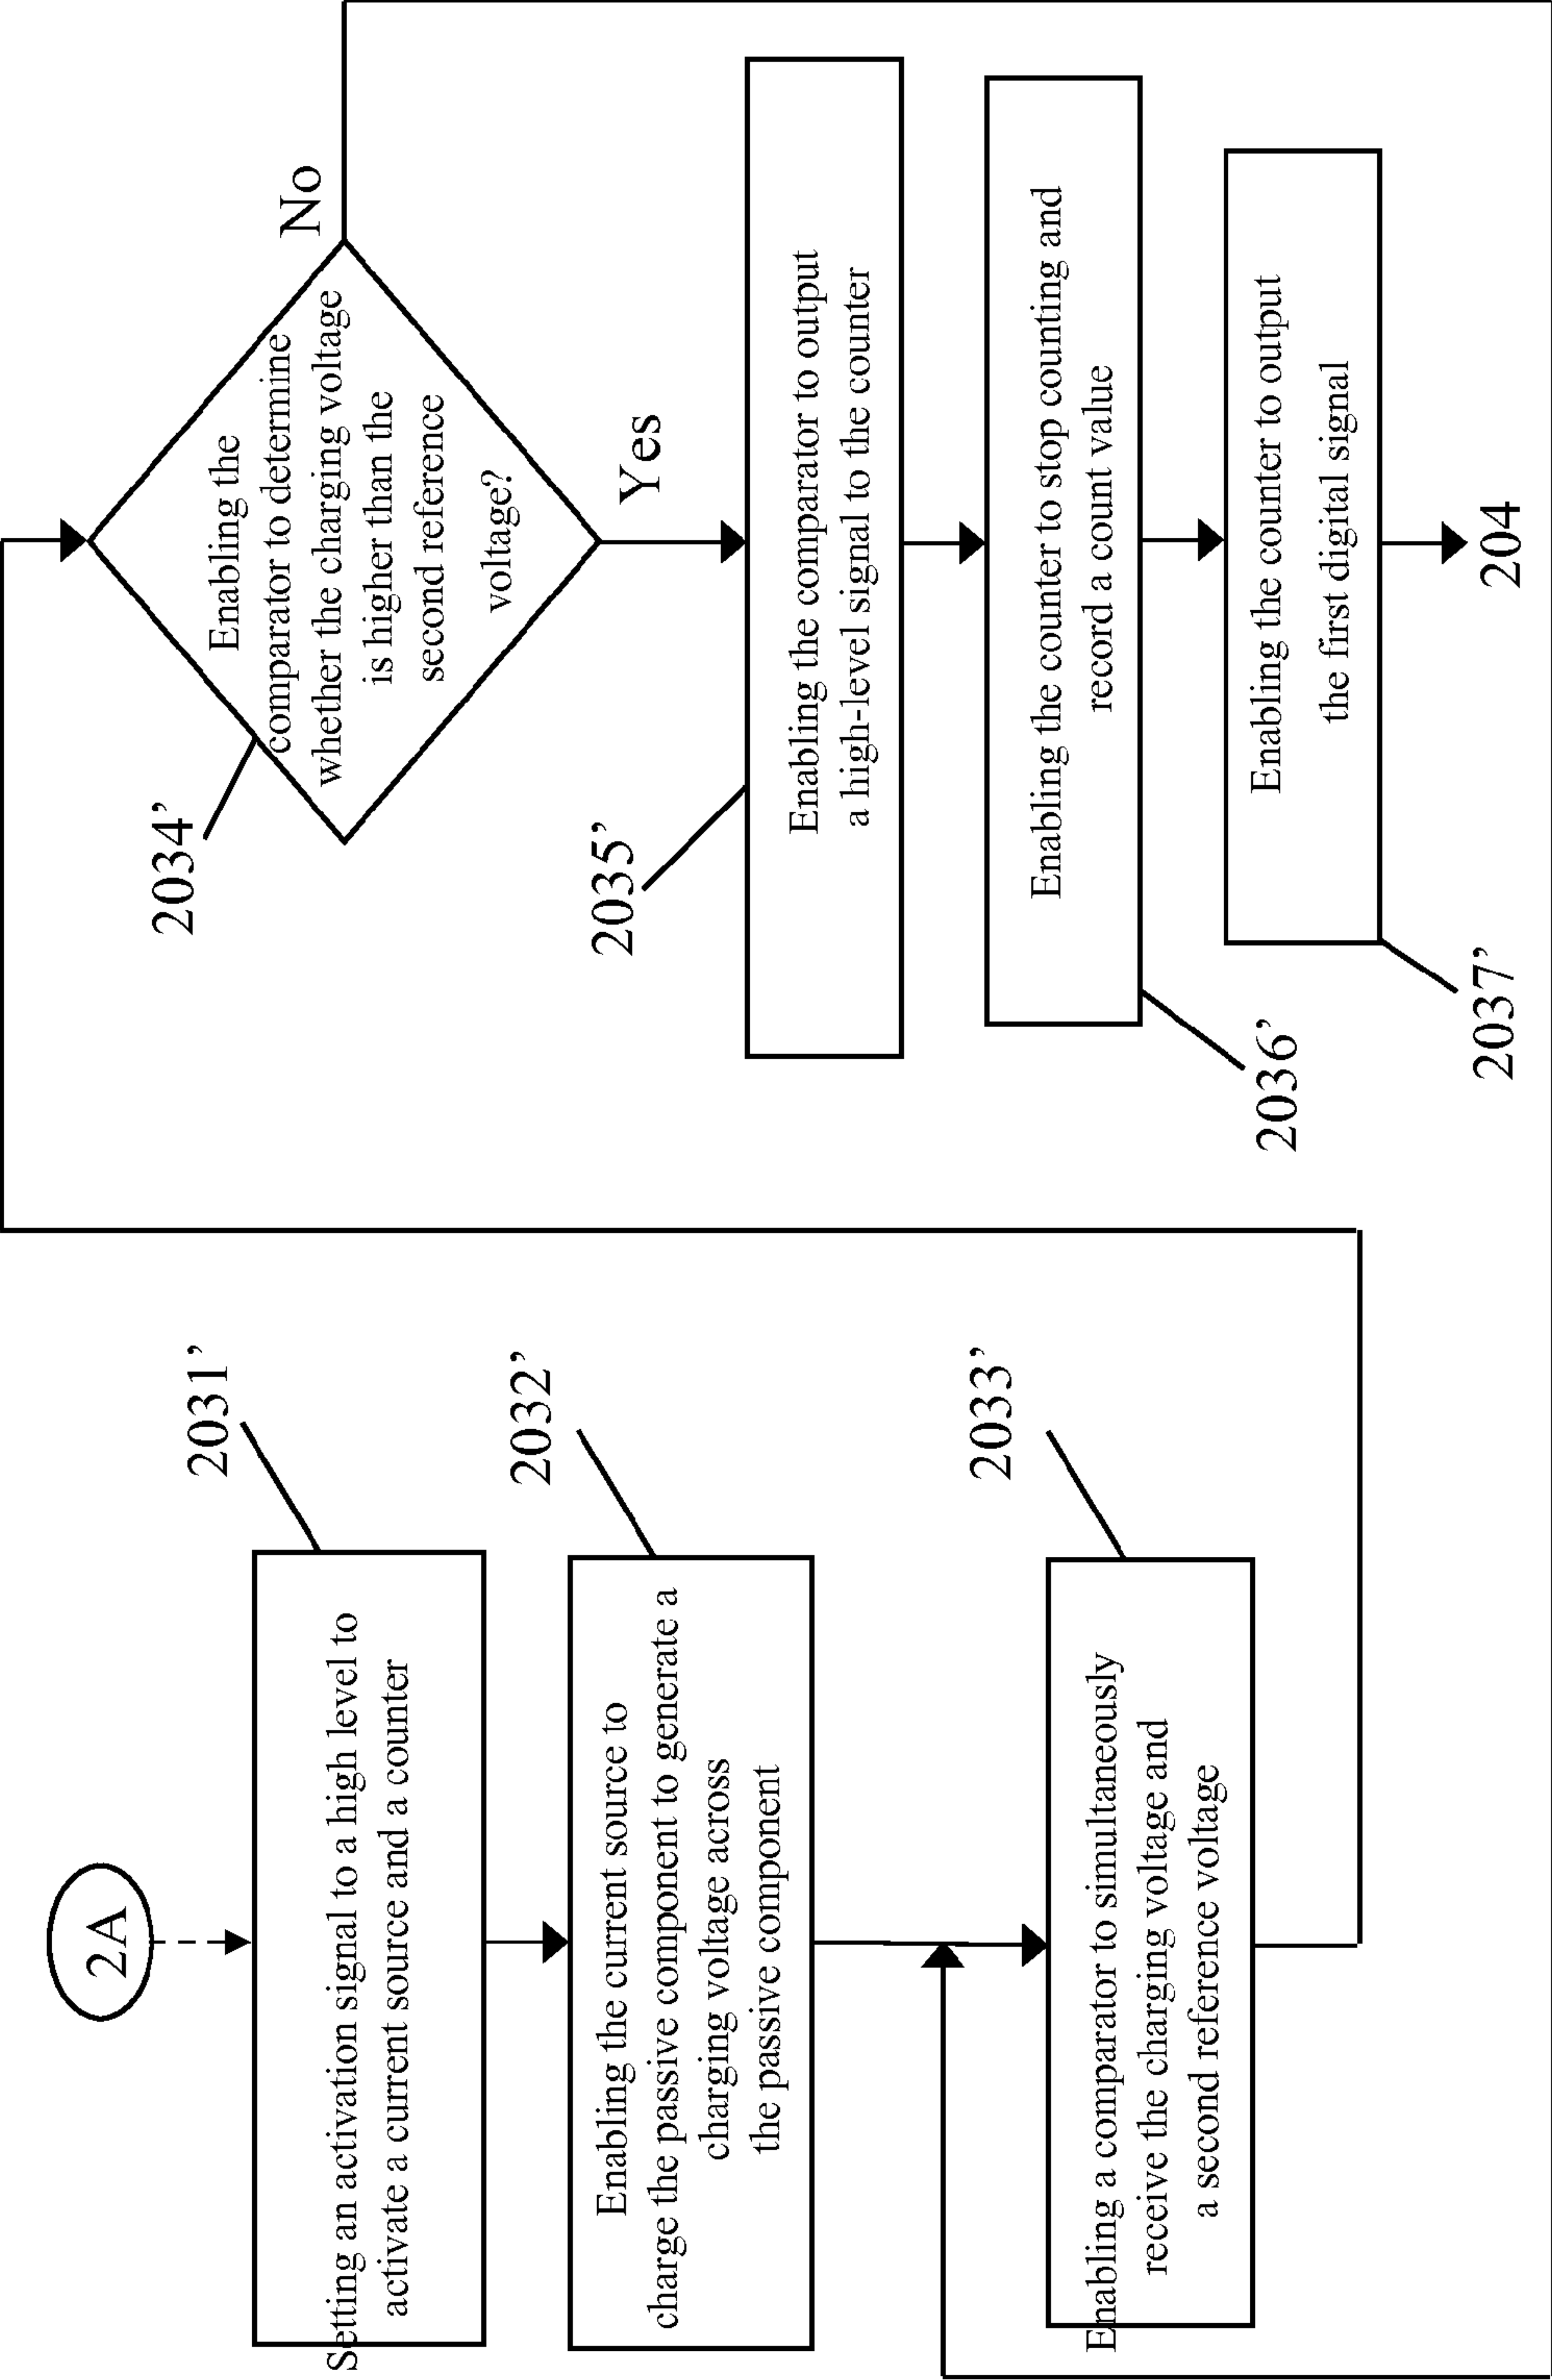 2A
2031’
Setting an activation signal to a high level to
activate a current source and a counter
2032’
Enabling the current source to
charge the passive component to generate a
charging voltage across
the passive component
2033’
Enabling a comparator to simultaneously
receive the charging voltage and
a second reference voltage
2034’
Enabling the
comparator to determine
whether the charging voltage
is higher than the
second reference
voltage?
No
Yes
2035’
Enabling the comparator to output
a high-level signal to the counter
Enabling the counter to stop counting and
record a count value
2036’
Enabling the counter to output
the first digital signal
2037’
204